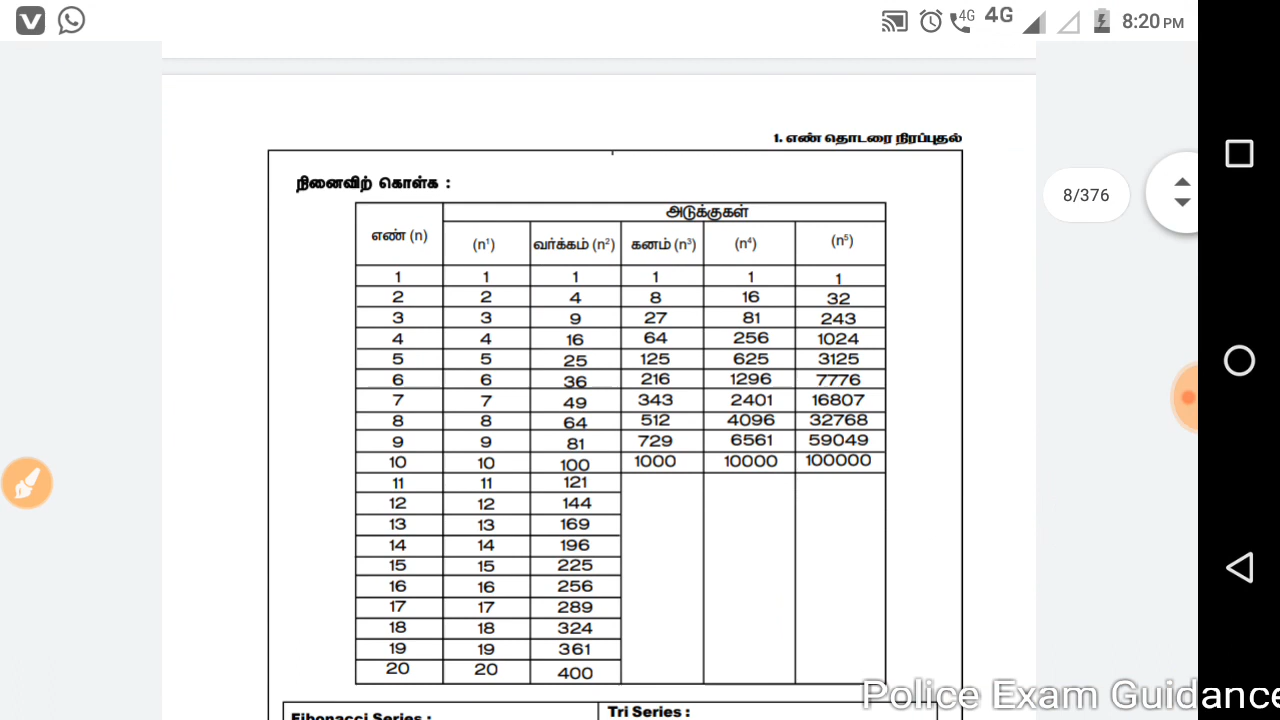 V 4G 4G 8:20 PM
1. எண் தொடரை நிரப்புதல்
நினைவிற் கொள்க :
8/376
எண் (n) அடுக்குகள்
(n¹) வர்க்கம் (n²) கனம் (n³) (n⁴) (n⁵)
1 1 1 1 1 1
2 2 4 8 16 32
3 3 9 27 81 243
4 4 16 64 256 1024
5 5 25 125 625 3125
6 6 36 216 1296 7776
7 7 49 343 2401 16807
8 8 64 512 4096 32768
9 9 81 729 6561 59049
10 10 100 1000 10000 100000
11 11 121
12 12 144
13 13 169
14 14 196
15 15 225
16 16 256
17 17 289
18 18 324
19 19 361
20 20 400
Fibonacci Series : Tri Series :
Police Exam Guidance